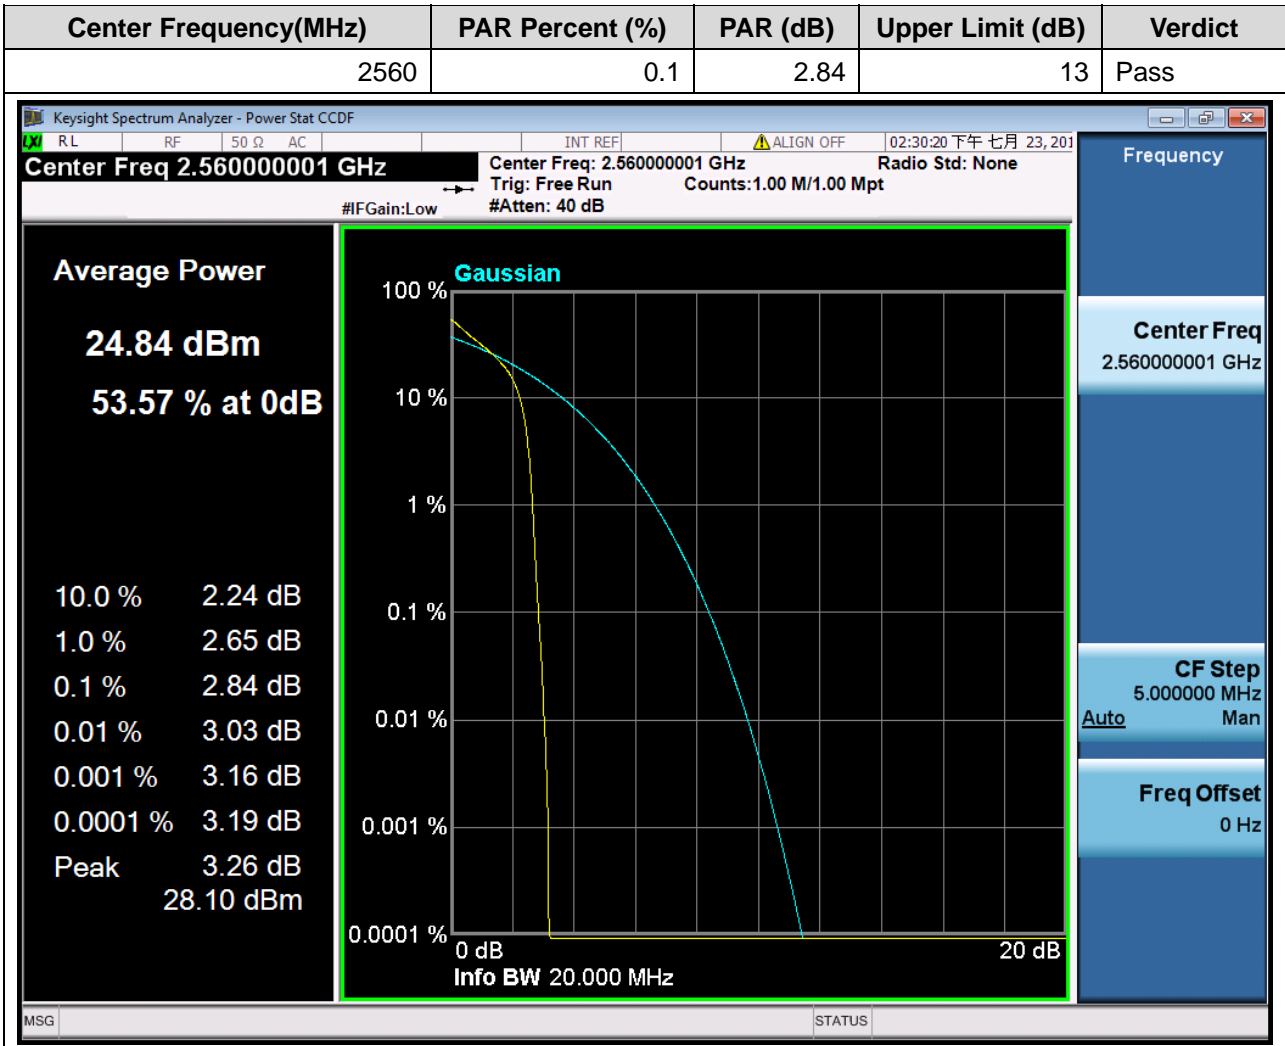 Center Frequency(MHz) PAR Percent (%) PAR (dB) Upper Limit (dB) Verdict
2560 0.1 2.84 13 Pass
Keysight Spectrum Analyzer - Power Stat CCDF
LXI RL RF 50 Ω AC INT REF ALIGN OFF 02:30:20 下午 七月 23, 201
Center Freq 2.560000001 GHz
Center Freq: 2.560000001 GHz Radio Std: None
Trig: Free Run Counts:1.00 M/1.00 Mpt
#IFGain:Low #Atten: 40 dB
Frequency
Average Power
24.84 dBm
53.57 % at 0dB
10.0 % 2.24 dB
1.0 % 2.65 dB
0.1 % 2.84 dB
0.01 % 3.03 dB
0.001 % 3.16 dB
0.0001 % 3.19 dB
Peak 3.26 dB
28.10 dBm
Gaussian
100 %
10 %
1 %
0.1 %
0.01 %
0.001 %
0.0001 %
0 dB 20 dB
Info BW 20.000 MHz
Center Freq
2.560000001 GHz
CF Step
5.000000 MHz
Auto Man
Freq Offset
0 Hz
MSG STATUS